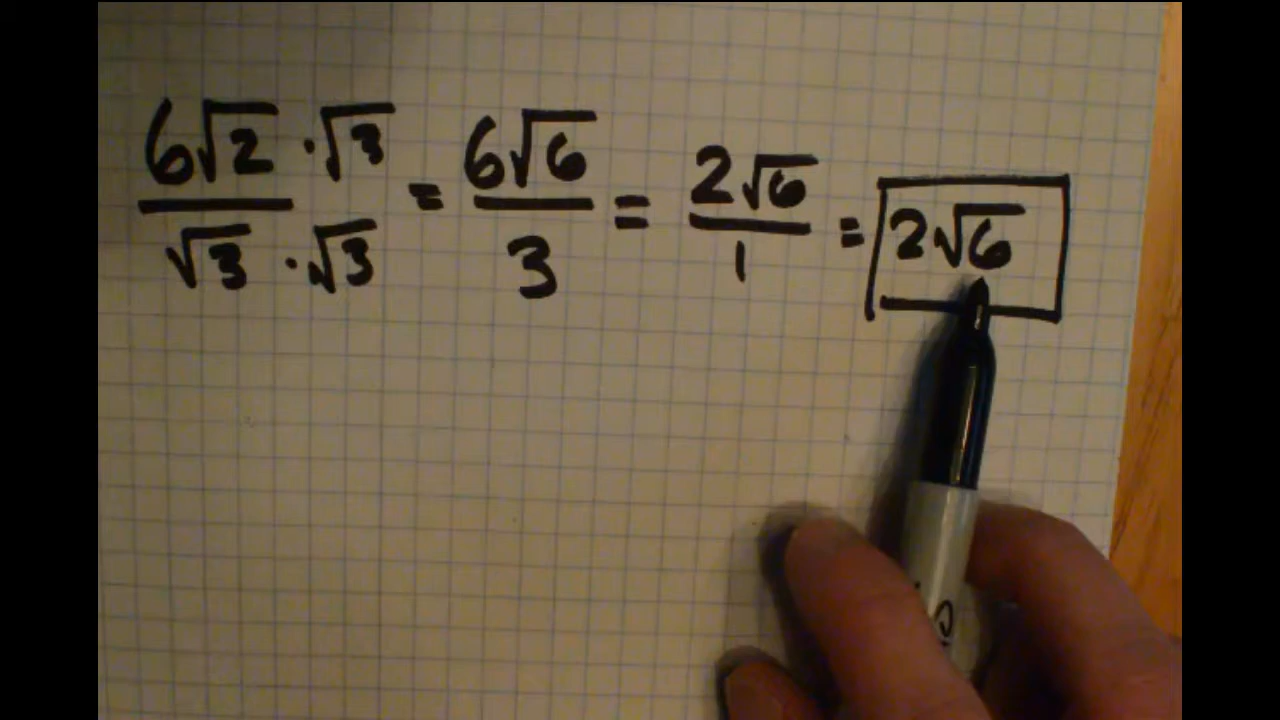 6√2 · √3 / √3 · √3 = 6√6 / 3 = 2√6 / 1 = 2√6